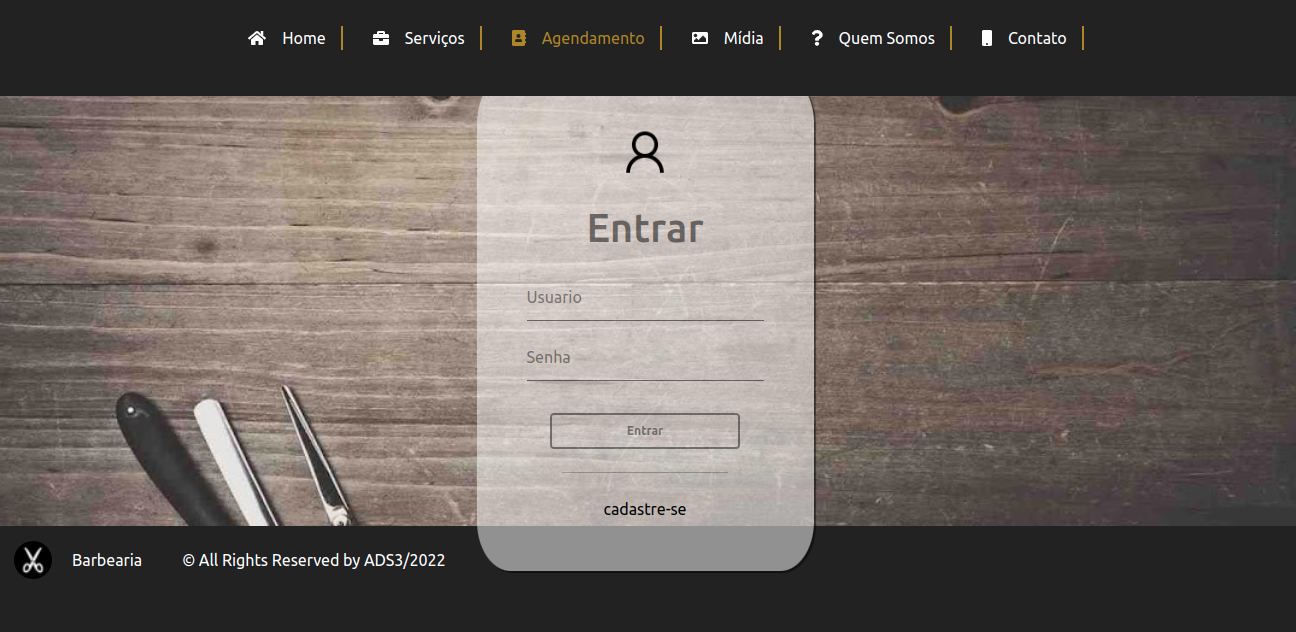 Home Serviços Agendamento Mídia Quem Somos Contato
Entrar
Usuario
Senha
Entrar
cadastre-se
Barbearia © All Rights Reserved by ADS3/2022